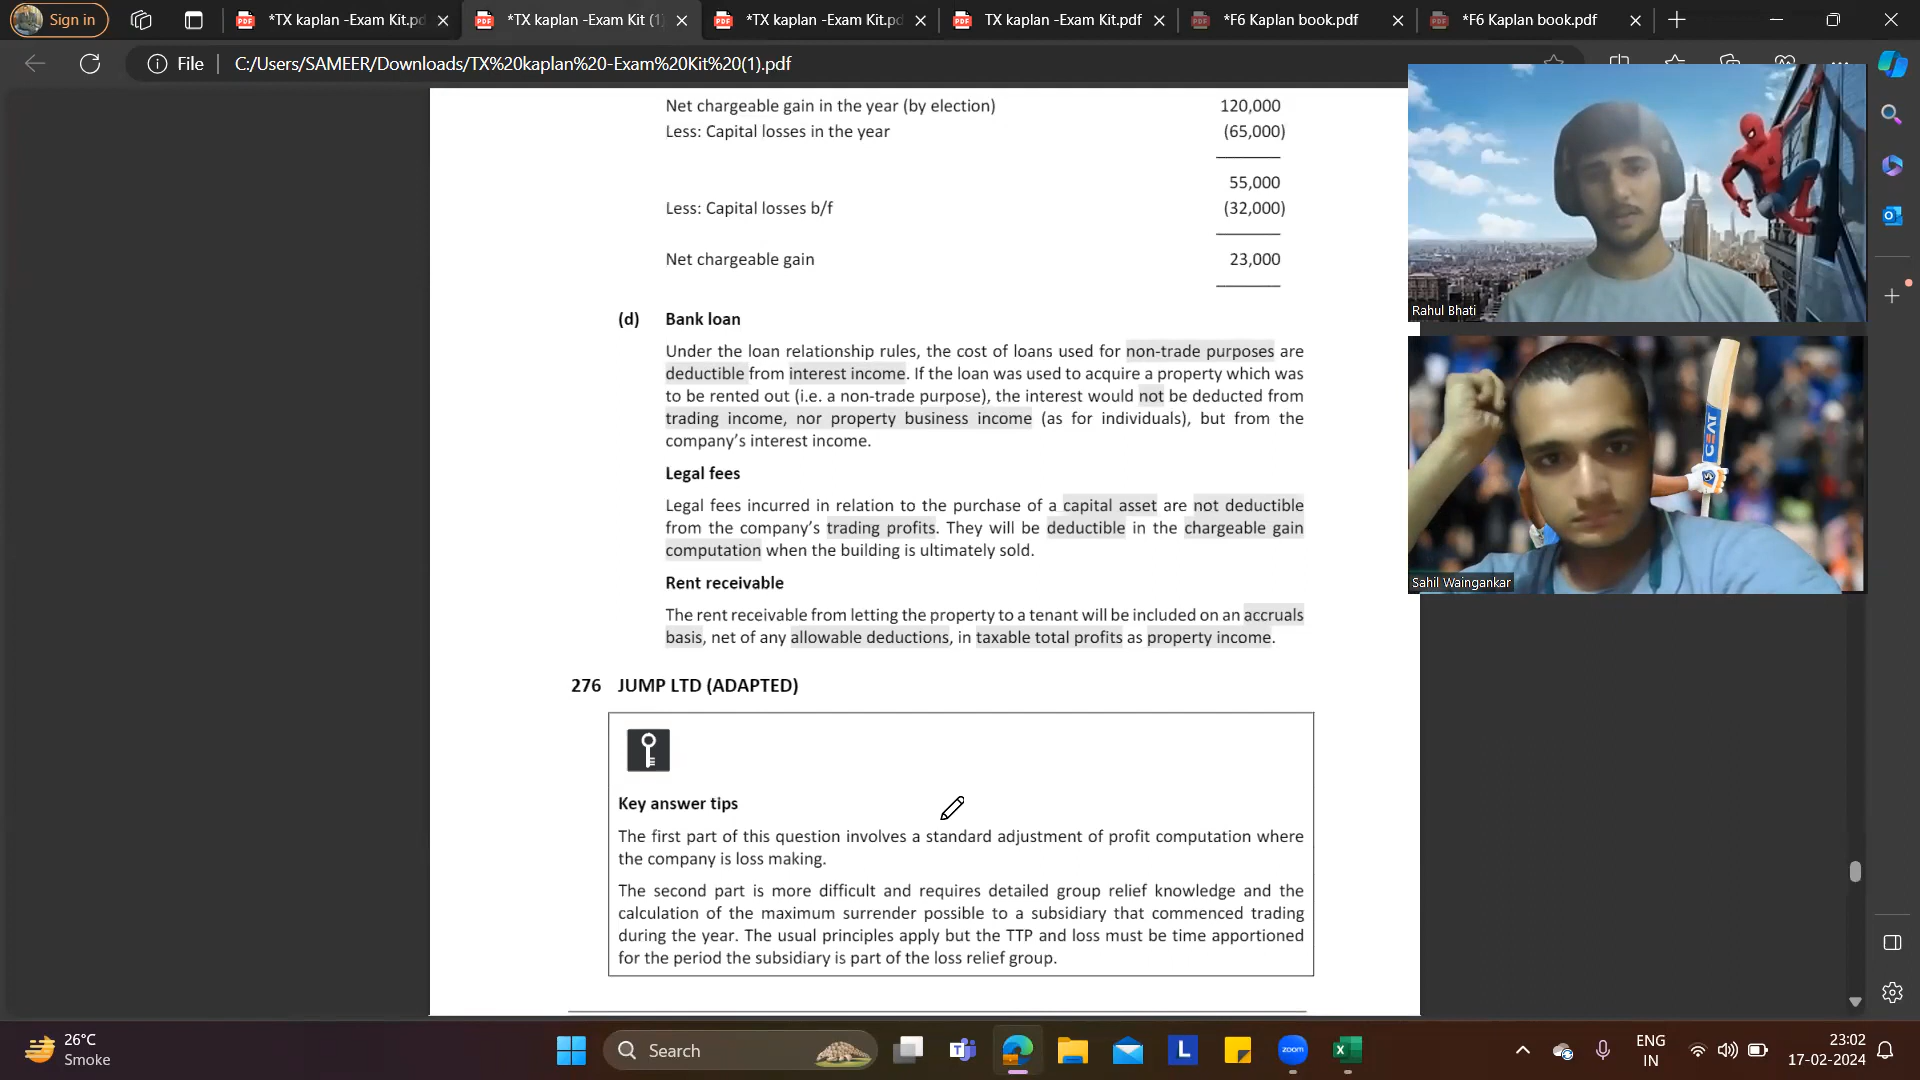 Sign in
*TX kaplan -Exam Kit.pd
*TX kaplan -Exam Kit (1)
*TX kaplan -Exam Kit.pd
TX kaplan -Exam Kit.pdf
*F6 Kaplan book.pdf
*F6 Kaplan book.pdf
File
C:/Users/SAMEER/Downloads/TX%20kaplan%20-Exam%20Kit%20(1).pdf
Net chargeable gain in the year (by election) 120,000
Less: Capital losses in the year (65,000)
55,000
Less: Capital losses b/f (32,000)
Net chargeable gain 23,000
(d) Bank loan
Under the loan relationship rules, the cost of loans used for non-trade purposes are
deductible from interest income. If the loan was used to acquire a property which was
to be rented out (i.e. a non-trade purpose), the interest would not be deducted from
trading income, nor property business income (as for individuals), but from the
company's interest income.
Legal fees
Legal fees incurred in relation to the purchase of a capital asset are not deductible
from the company's trading profits. They will be deductible in the chargeable gain
computation when the building is ultimately sold.
Rent receivable
The rent receivable from letting the property to a tenant will be included on an accruals
basis, net of any allowable deductions, in taxable total profits as property income.
276 JUMP LTD (ADAPTED)
Key answer tips
The first part of this question involves a standard adjustment of profit computation where
the company is loss making.
The second part is more difficult and requires detailed group relief knowledge and the
calculation of the maximum surrender possible to a subsidiary that commenced trading
during the year. The usual principles apply but the TTP and loss must be time apportioned
for the period the subsidiary is part of the loss relief group.
Rahul Bhati
CEAT
Sahil Waingankar
26°C
Smoke
Search
zoom
ENG
IN
23:02
17-02-2024